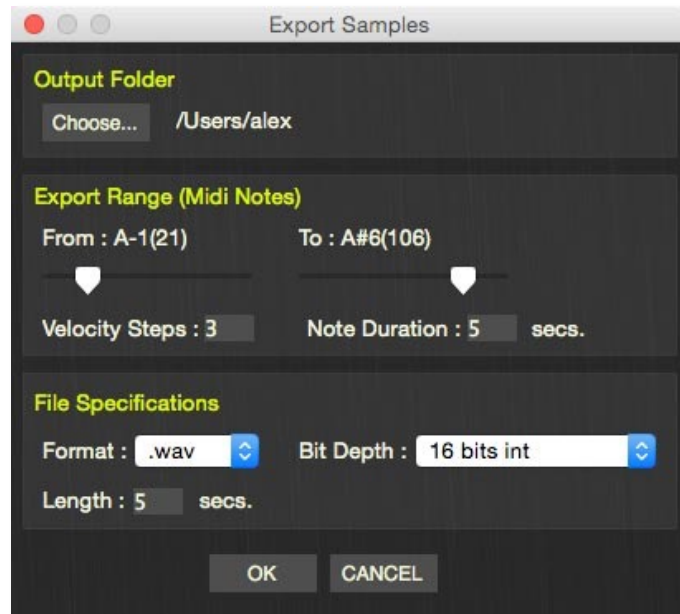 Export Samples
Output Folder
Choose... /Users/alex
Export Range (Midi Notes)
From : A-1(21) To : A#6(106)
Velocity Steps : 3 Note Duration : 5 secs.
File Specifications
Format : .wav Bit Depth : 16 bits int
Length : 5 secs.
OK CANCEL